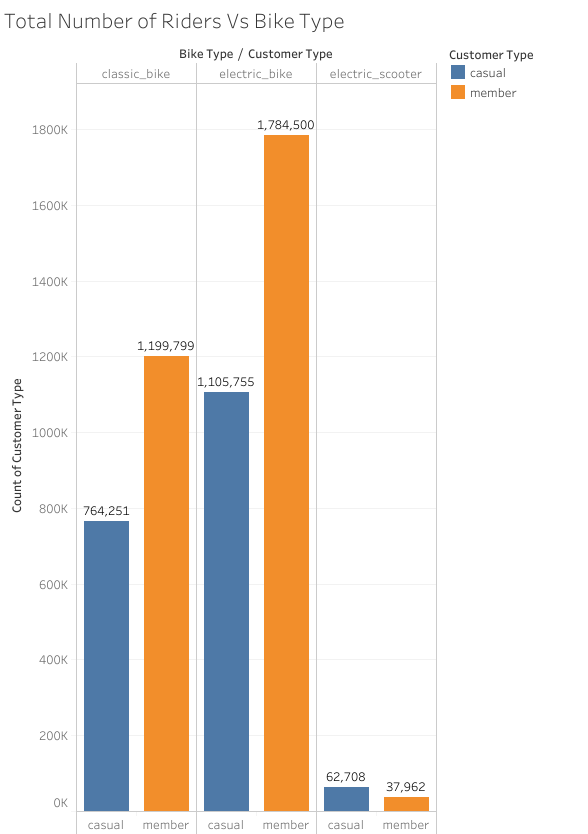 Total Number of Riders Vs Bike Type
Bike Type / Customer Type
classic_bike electric_bike electric_scooter
Customer Type
casual
member
Count of Customer Type
1800K
1600K
1400K
1200K
1000K
800K
600K
400K
200K
0K
764,251
1,199,799
1,105,755
1,784,500
62,708
37,962
casual member casual member casual member